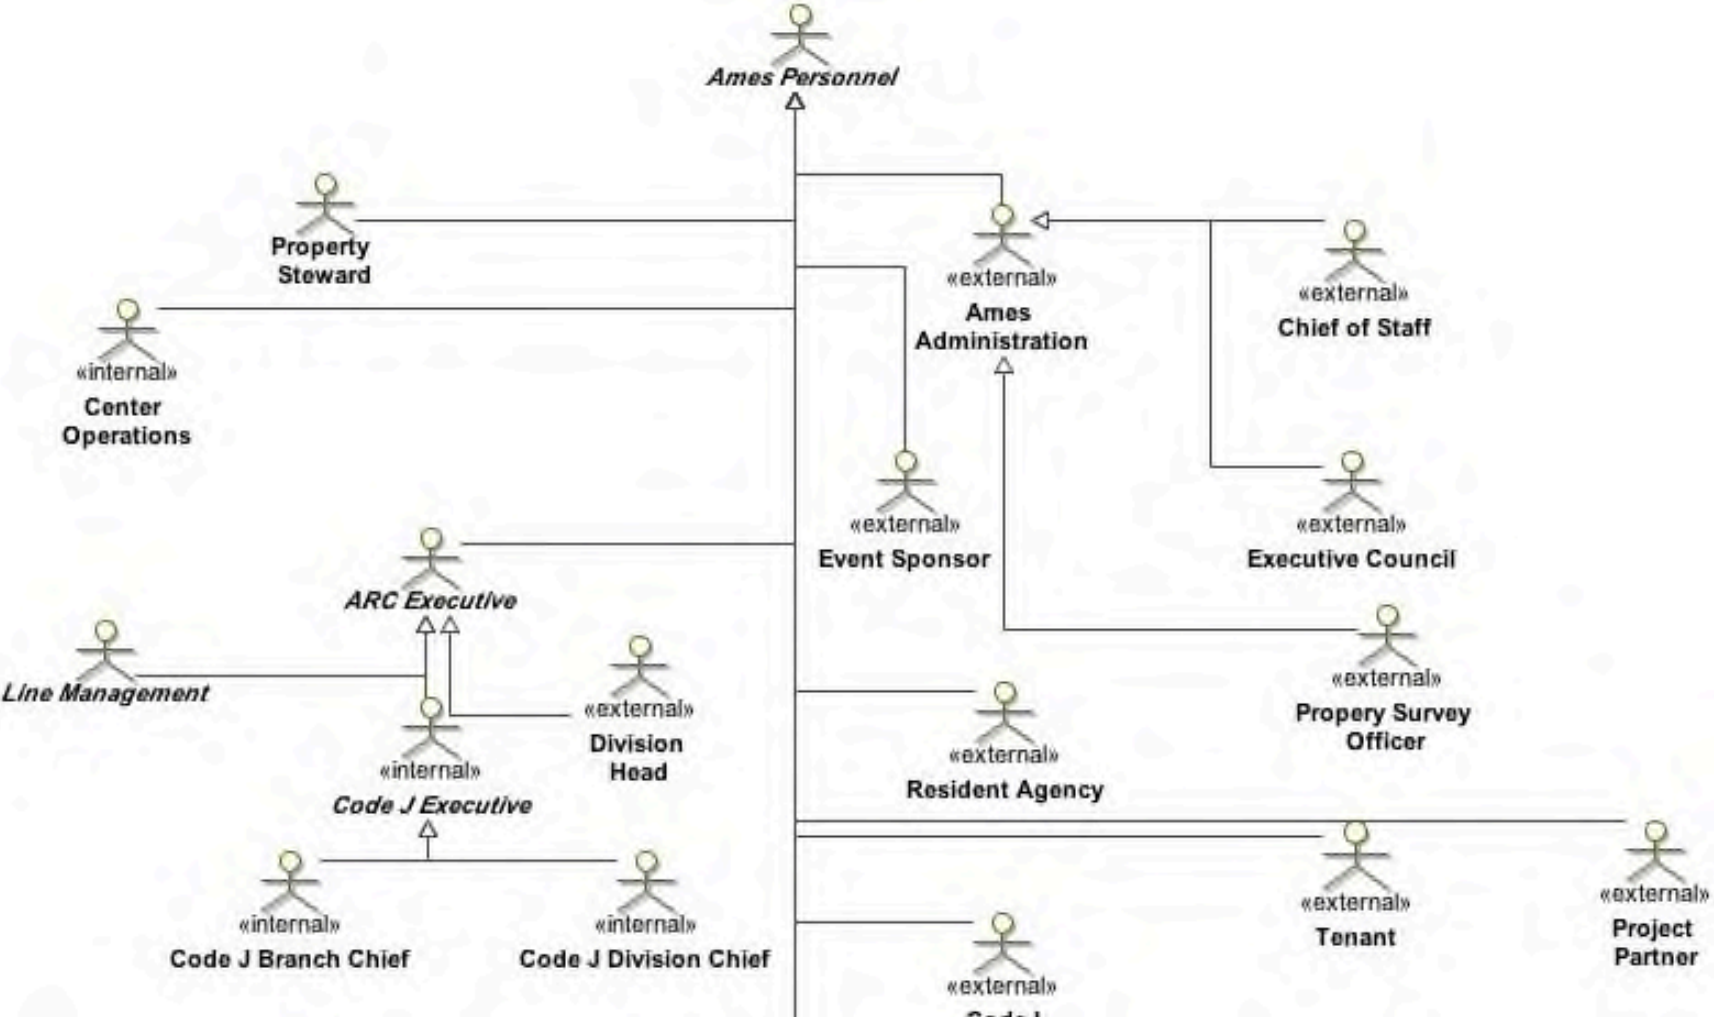 Ames Personnel
Property
Steward
«external»
Ames
Administration
«external»
Chief of Staff
«internal»
Center
Operations
«external»
Event Sponsor
«external»
Executive Council
ARC Executive
Line Management
«external»
Division
Head
«external»
Propery Survey
Officer
«internal»
Code J Executive
«external»
Resident Agency
«internal»
Code J Branch Chief
«internal»
Code J Division Chief
«external»
Tenant
«external»
Project
Partner
«external»